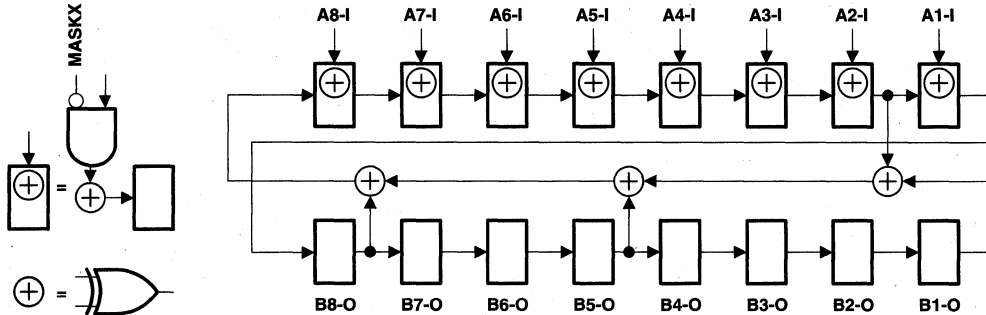 MASKX
=
=
A8-I A7-I A6-I A5-I A4-I A3-I A2-I A1-I
B8-O B7-O B6-O B5-O B4-O B3-O B2-O B1-O